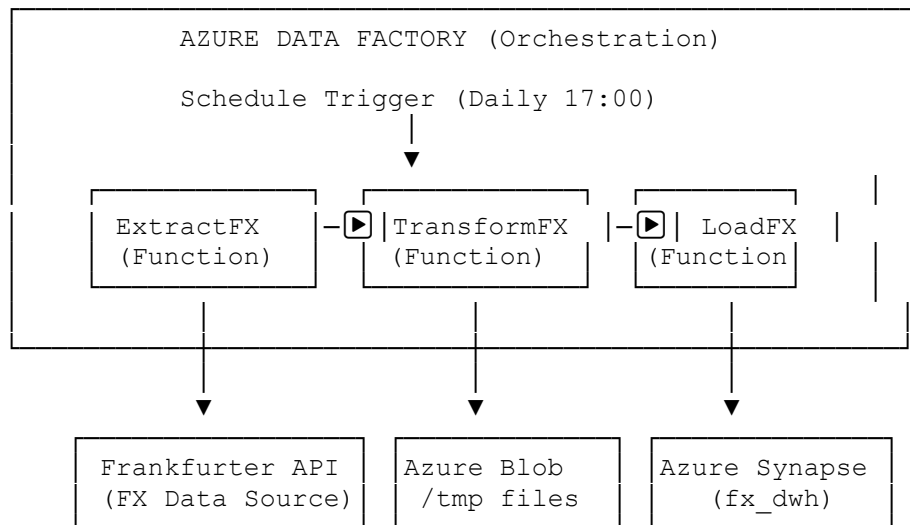 AZURE DATA FACTORY (Orchestration)
Schedule Trigger (Daily 17:00)
ExtractFX TransformFX LoadFX
(Function) (Function) (Function
Frankfurter API Azure Blob Azure Synapse
(FX Data Source) /tmp files (fx_dwh)